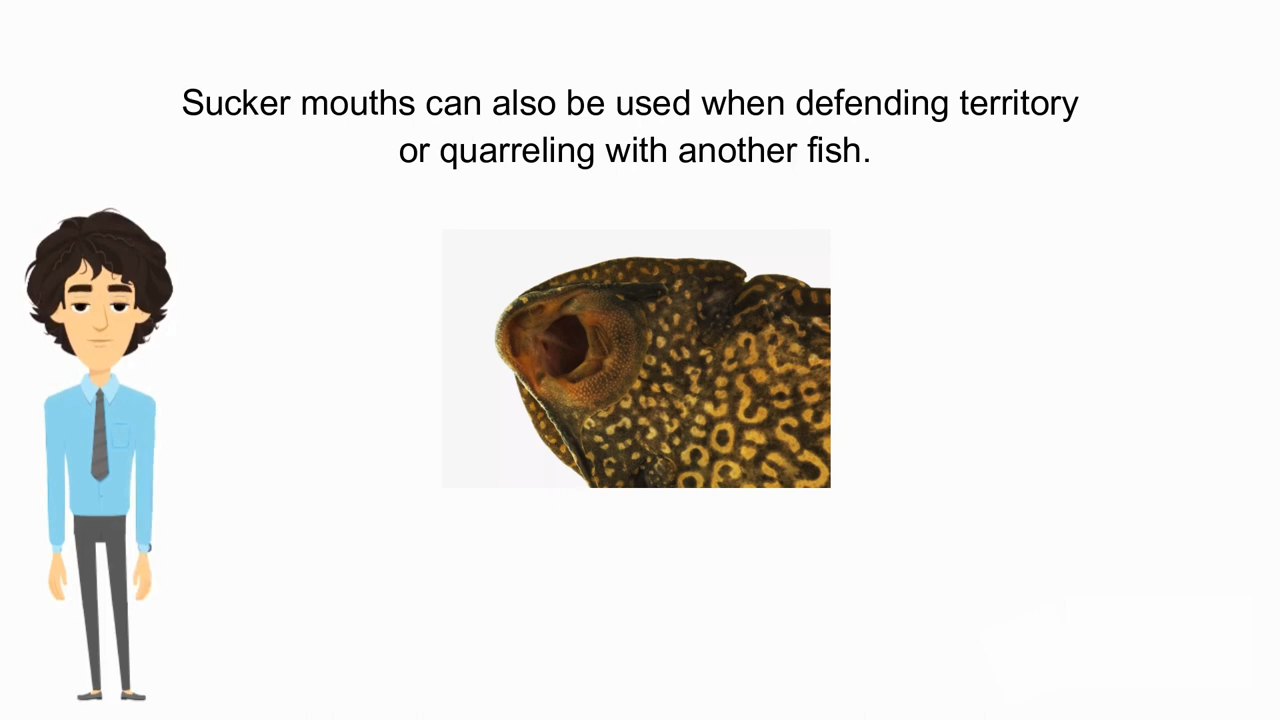 Sucker mouths can also be used when defending territory
or quarreling with another fish.